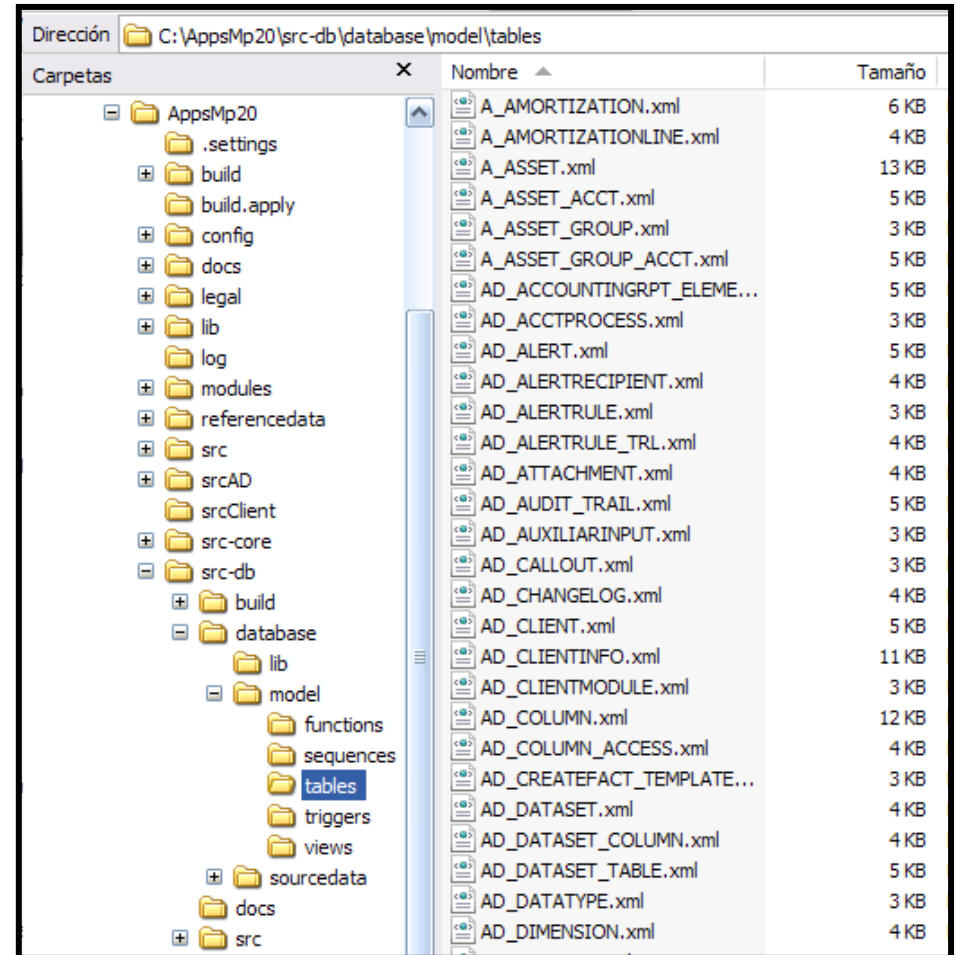 Dirección C:\AppsMp20\src-db\database\model\tables
Carpetas
AppsMp20
.settings
build
build.apply
config
docs
legal
lib
log
modules
referencedata
src
srcAD
srcClient
src-core
src-db
build
database
lib
model
functions
sequences
tables
triggers
views
sourcedata
docs
src
Nombre Tamaño
A_AMORTIZATION.xml 6 KB
A_AMORTIZATIONLINE.xml 4 KB
A_ASSET.xml 13 KB
A_ASSET_ACCT.xml 5 KB
A_ASSET_GROUP.xml 3 KB
A_ASSET_GROUP_ACCT.xml 5 KB
AD_ACCOUNTINGRPT_ELEME... 5 KB
AD_ACCTPROCESS.xml 3 KB
AD_ALERT.xml 5 KB
AD_ALERTRECIPIENT.xml 4 KB
AD_ALERTRULE.xml 3 KB
AD_ALERTRULE_TRL.xml 4 KB
AD_ATTACHMENT.xml 4 KB
AD_AUDIT_TRAIL.xml 5 KB
AD_AUXILIARINPUT.xml 3 KB
AD_CALLOUT.xml 3 KB
AD_CHANGELOG.xml 4 KB
AD_CLIENT.xml 5 KB
AD_CLIENTINFO.xml 11 KB
AD_CLIENTMODULE.xml 3 KB
AD_COLUMN.xml 12 KB
AD_COLUMN_ACCESS.xml 4 KB
AD_CREATEFACT_TEMPLATE... 3 KB
AD_DATASET.xml 4 KB
AD_DATASET_COLUMN.xml 4 KB
AD_DATASET_TABLE.xml 5 KB
AD_DATATYPE.xml 3 KB
AD_DIMENSION.xml 4 KB